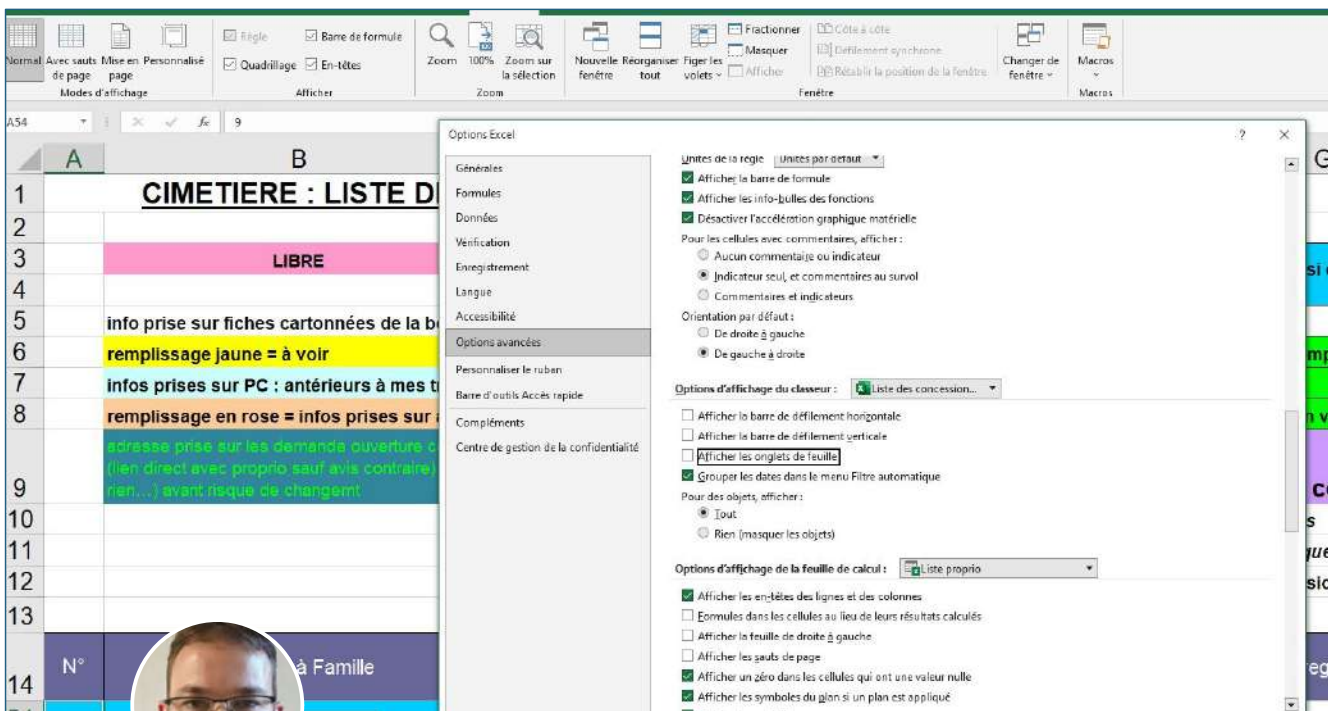 Normal Avec sauts de page Mise en page Personnalisé
Modes d'affichage
Règle Barre de formule
Quadrillage En-têtes
Afficher
Zoom 100% Zoom sur la sélection
Zoom
Nouvelle fenêtre Réorganiser tout Figer les volets
Fractionner
Masquer
Afficher
Côte à côte
Défilement synchrone
Rétablir la position de la fenêtre
Changer de fenêtre
Fenêtre
Macros
Macros
A54 fx 9
A B G
1 CIMETIERE : LISTE D
2
3 LIBRE
4
5 info prise sur fiches cartonnées de la b
6 remplissage jaune = à voir
7 infos prises sur PC : antérieurs à mes t
8 remplissage en rose = infos prises sur
adresse prise sur les demande ouverture
(lien direct avec proprio sauf avis contraire)
9 rien...) avant risque de changemt
10
11
12
13
14 N° à Famille
Options Excel ? ×
Générales
Formules
Données
Vérification
Enregistrement
Langue
Accessibilité
Options avancées
Personnaliser le ruban
Barre d'outils Accès rapide
Compléments
Centre de gestion de la confidentialité
Unités de la règle Unités par défaut
Afficher la barre de formule
Afficher les info-bulles des fonctions
Désactiver l'accélération graphique matérielle
Pour les cellules avec commentaires, afficher :
Aucun commentaire ou indicateur
Indicateur seul, et commentaires au survol
Commentaires et indicateurs
Orientation par défaut :
De droite à gauche
De gauche à droite
Options d'affichage du classeur : Liste des concession...
Afficher la barre de défilement horizontale
Afficher la barre de défilement verticale
Afficher les onglets de feuille
Grouper les dates dans le menu Filtre automatique
Pour des objets, afficher :
Tout
Rien (masquer les objets)
Options d'affichage de la feuille de calcul : Liste proprio
Afficher les en-têtes des lignes et des colonnes
Formules dans les cellules au lieu de leurs résultats calculés
Afficher la feuille de droite à gauche
Afficher les sauts de page
Afficher un zéro dans les cellules qui ont une valeur nulle
Afficher les symboles du plan si un plan est appliqué
si